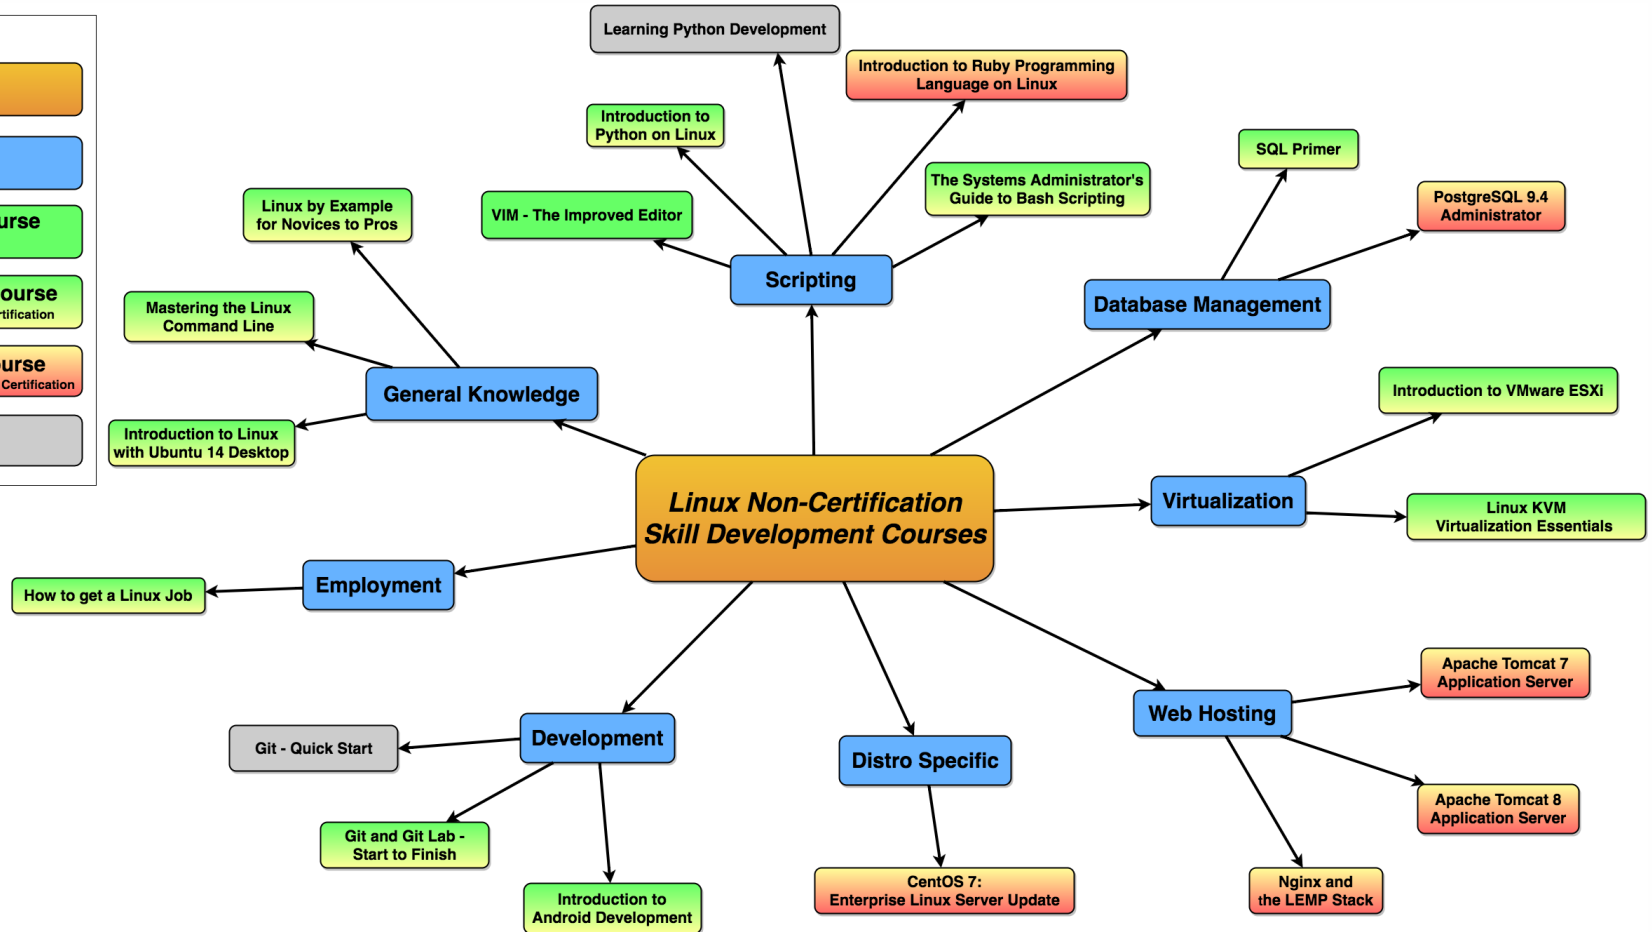 urse
ourse
rtification
urse
Certification
Learning Python Development
Introduction to Ruby Programming
Language on Linux
Introduction to
Python on Linux
The Systems Administrator's
Guide to Bash Scripting
VIM - The Improved Editor
Scripting
SQL Primer
PostgreSQL 9.4
Administrator
Database Management
Linux by Example
for Novices to Pros
Mastering the Linux
Command Line
General Knowledge
Introduction to Linux
with Ubuntu 14 Desktop
Introduction to VMware ESXi
Virtualization
Linux KVM
Virtualization Essentials
Linux Non-Certification
Skill Development Courses
Employment
How to get a Linux Job
Development
Git - Quick Start
Git and Git Lab -
Start to Finish
Introduction to
Android Development
Distro Specific
CentOS 7:
Enterprise Linux Server Update
Web Hosting
Apache Tomcat 7
Application Server
Apache Tomcat 8
Application Server
Nginx and
the LEMP Stack